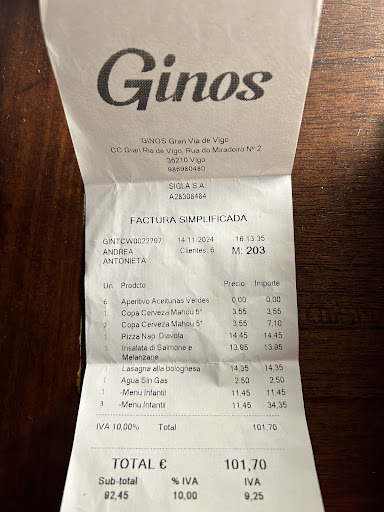 Ginos
GINOS Gran Via de Vigo
CC Gran Ria de Vigo. Rua do Miradoiro Nº 2
36210 Vigo
986980480
SIGLA S.A.
A28308484
FACTURA SIMPLIFICADA
GINTCW0022797 14-11-2024 16:13:35
ANDREA Clientes: 6 M: 203
ANTONIETA
Un Prodcto Precio Importe
6 Aperitivo Aceitunas Verdes 0,00 0,00
1 Copa Cerveza Mahou 5* 3,55 3,55
2 Copa Cerveza Mahou 5* 3,55 7,10
1 Pizza Nap. Diavola 14,45 14,45
1 Insalata di Salmone e 13,95 13,95
Melanzane
Lasagna alla bolognesa 14,35 14,35
1 Agua Sin Gas 2,50 2,50
1 -Menu Infantil 11,45 11,45
3 -Menu Infantil 11,45 34,35
IVA 10,00% Total 101,70
TOTAL € 101,70
Sub-total % IVA IVA
92,45 10,00 9,25